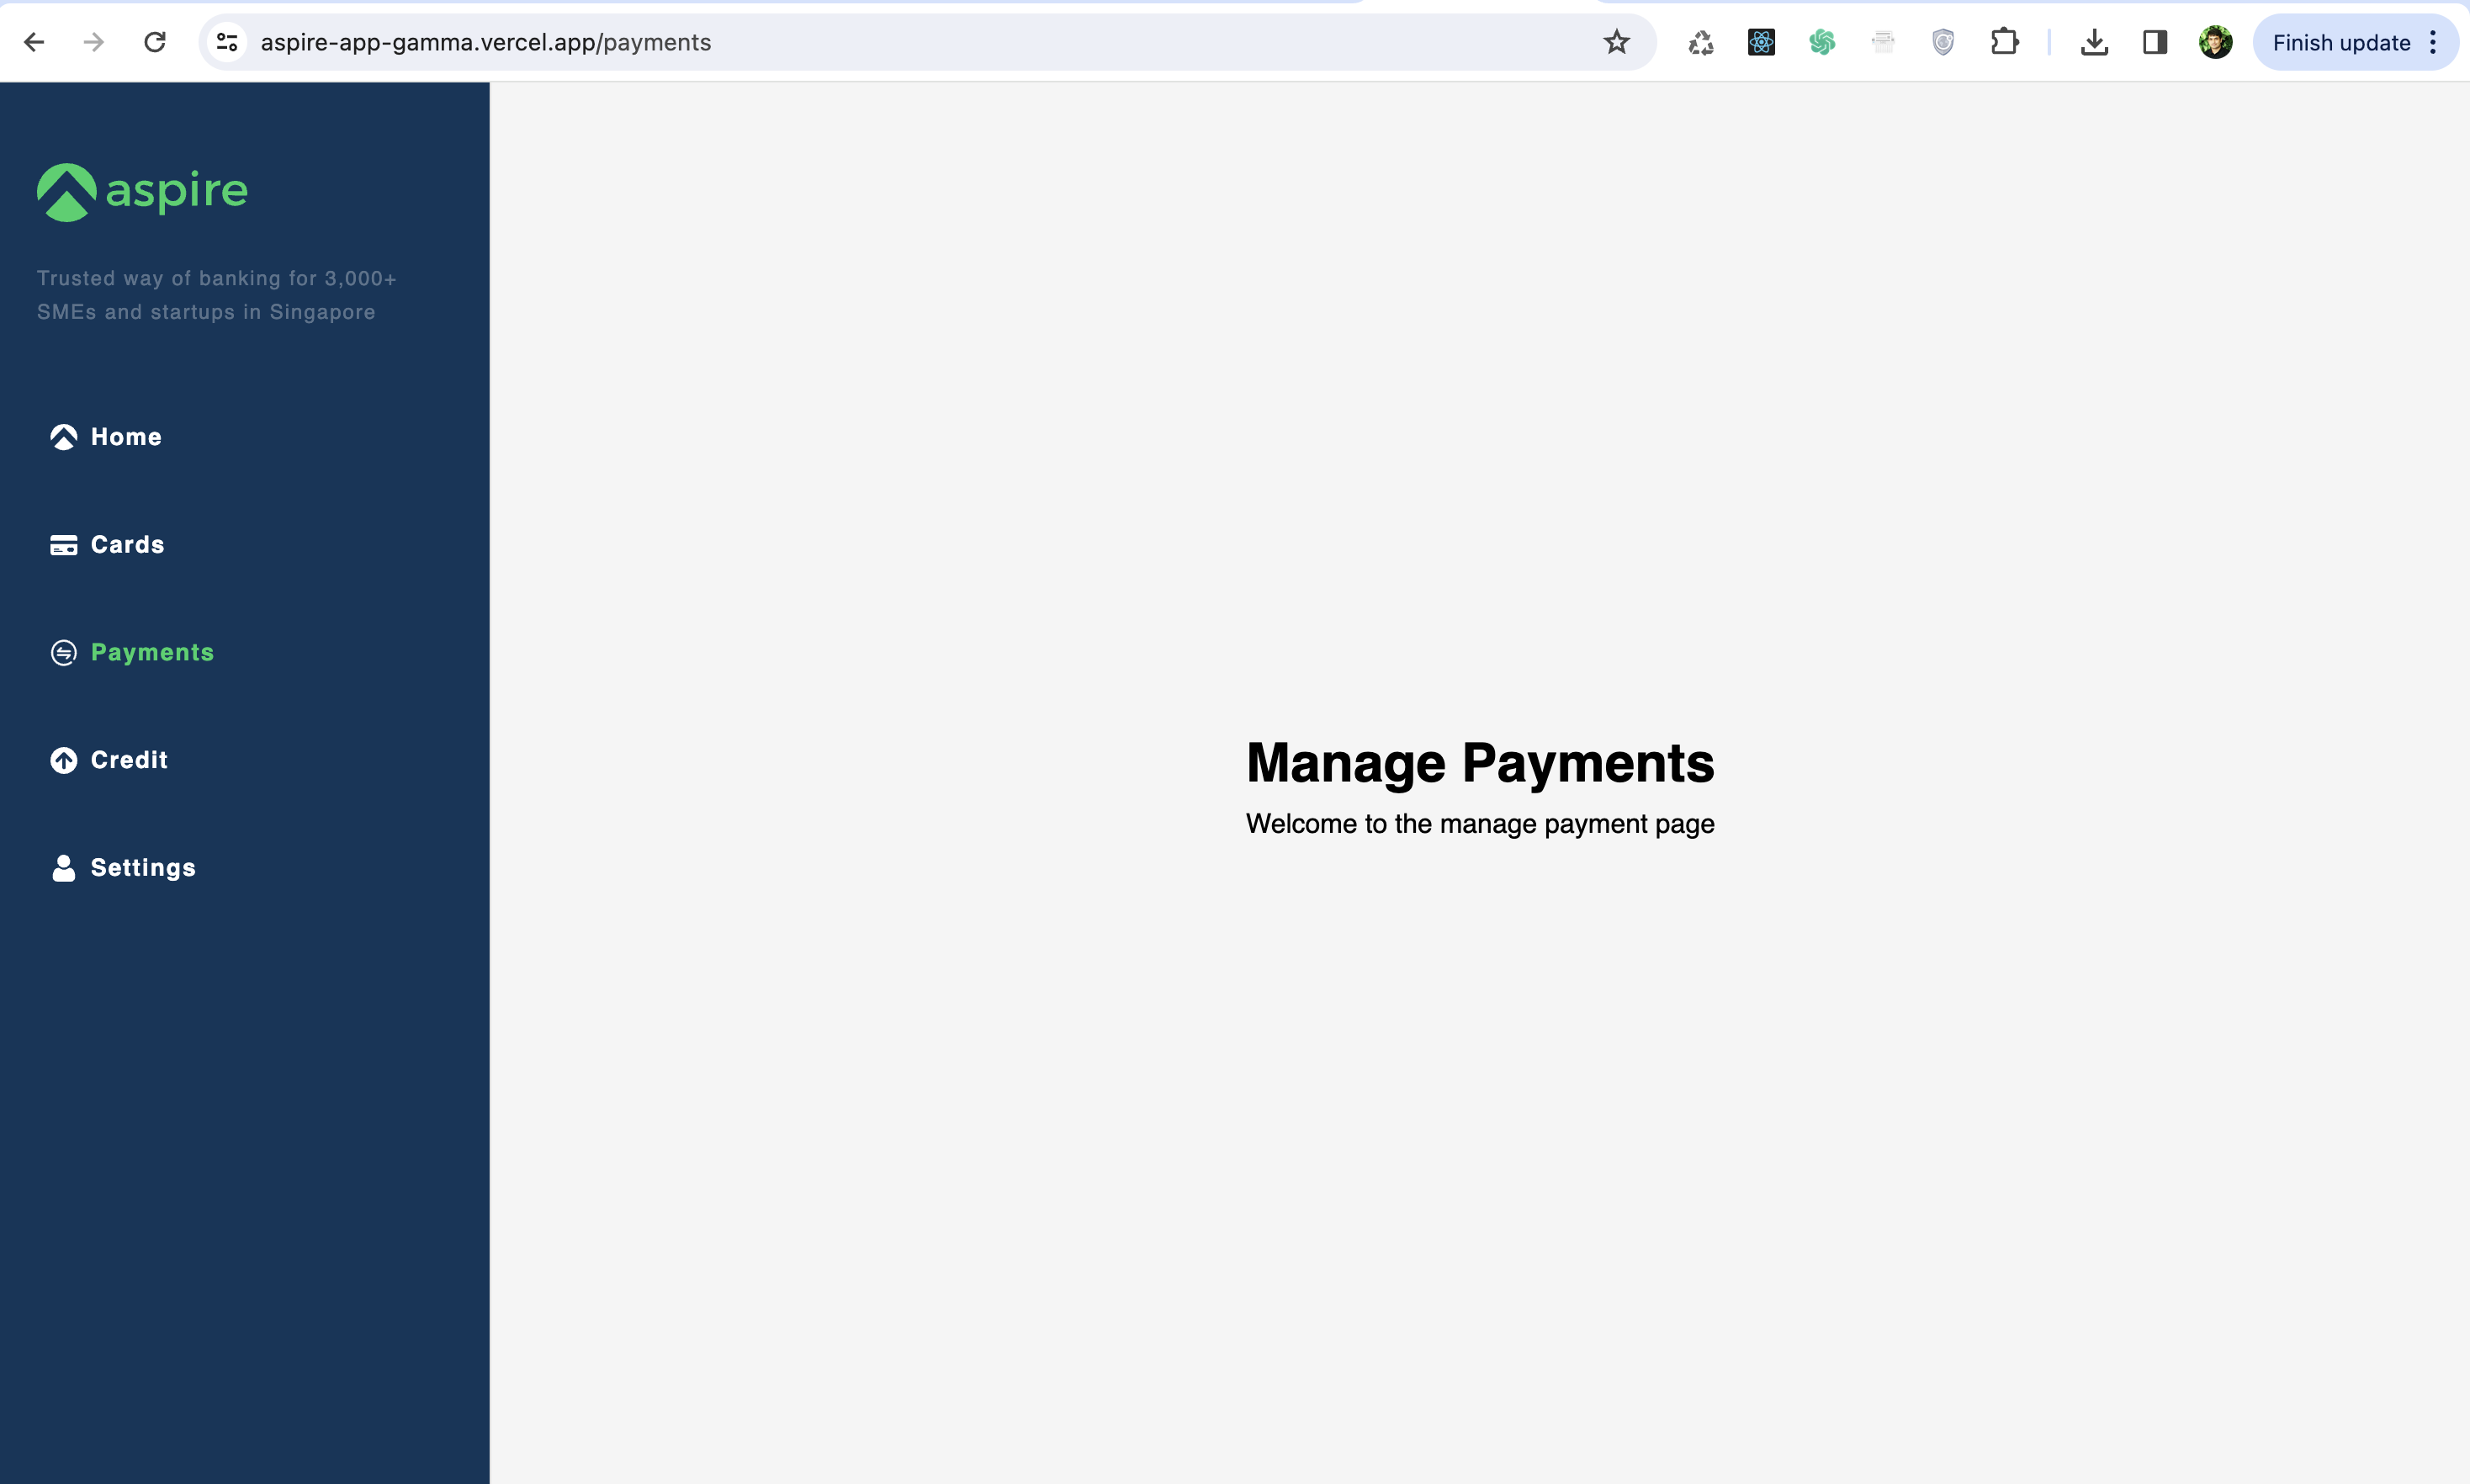 aspire-app-gamma.vercel.app/payments
Finish update
aspire
Trusted way of banking for 3,000+
SMEs and startups in Singapore
Home
Cards
Payments
Credit
Settings
Manage Payments
Welcome to the manage payment page